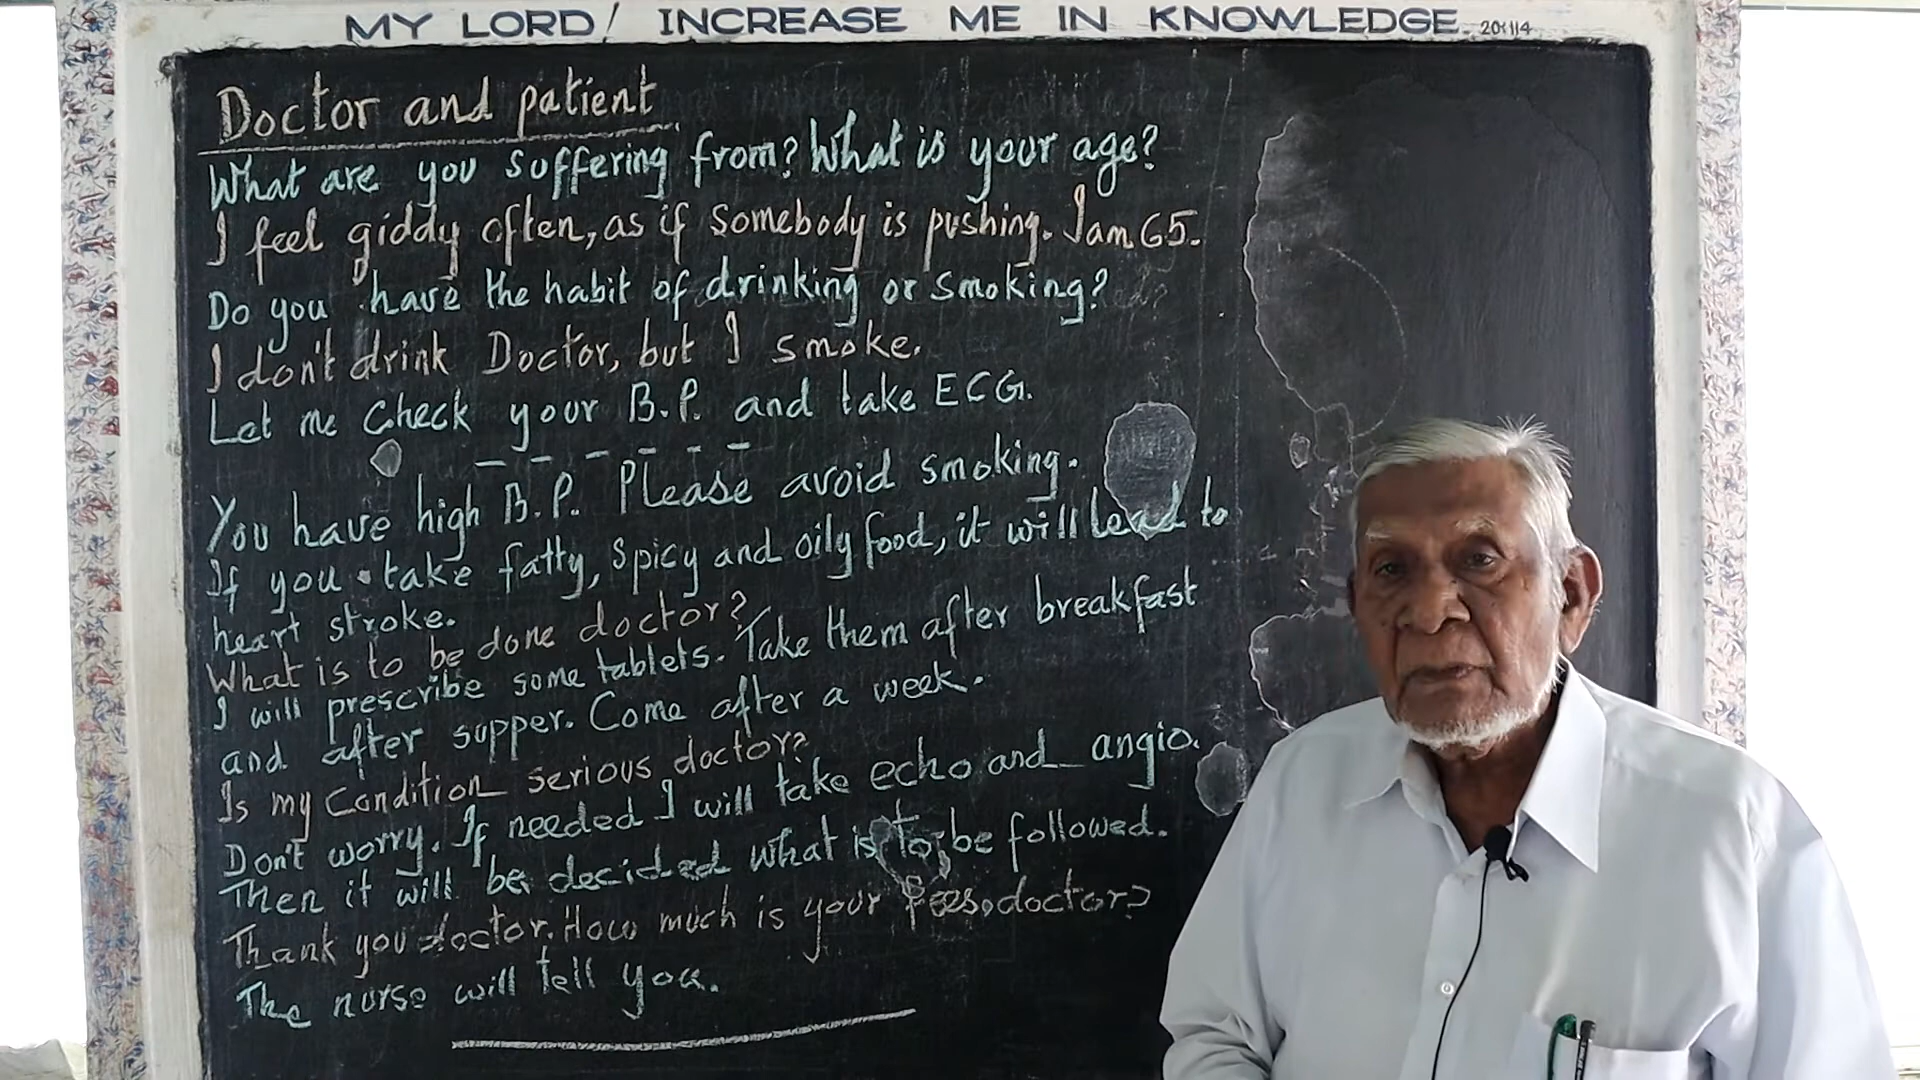 MY LORD! INCREASE ME IN KNOWLEDGE.
Doctor and patient
What are you suffering from? What is your age?
I feel giddy often, as if somebody is pushing. I am 65.
Do you have the habit of drinking or smoking?
I don't drink Doctor, but I smoke.
Let me check your B.P. and take ECG.
You have high B.P. Please avoid smoking.
If you take fatty, spicy and oily food, it will lead to
heart stroke.
What is to be done doctor?
I will prescribe some tablets. Take them after breakfast
and after supper. Come after a week.
Is my Condition serious doctor?
Don't worry. If needed I will take echo and angio.
Then it will be decided what is to be followed.
Thank you doctor. How much is your fees, doctor?
The nurse will tell you.